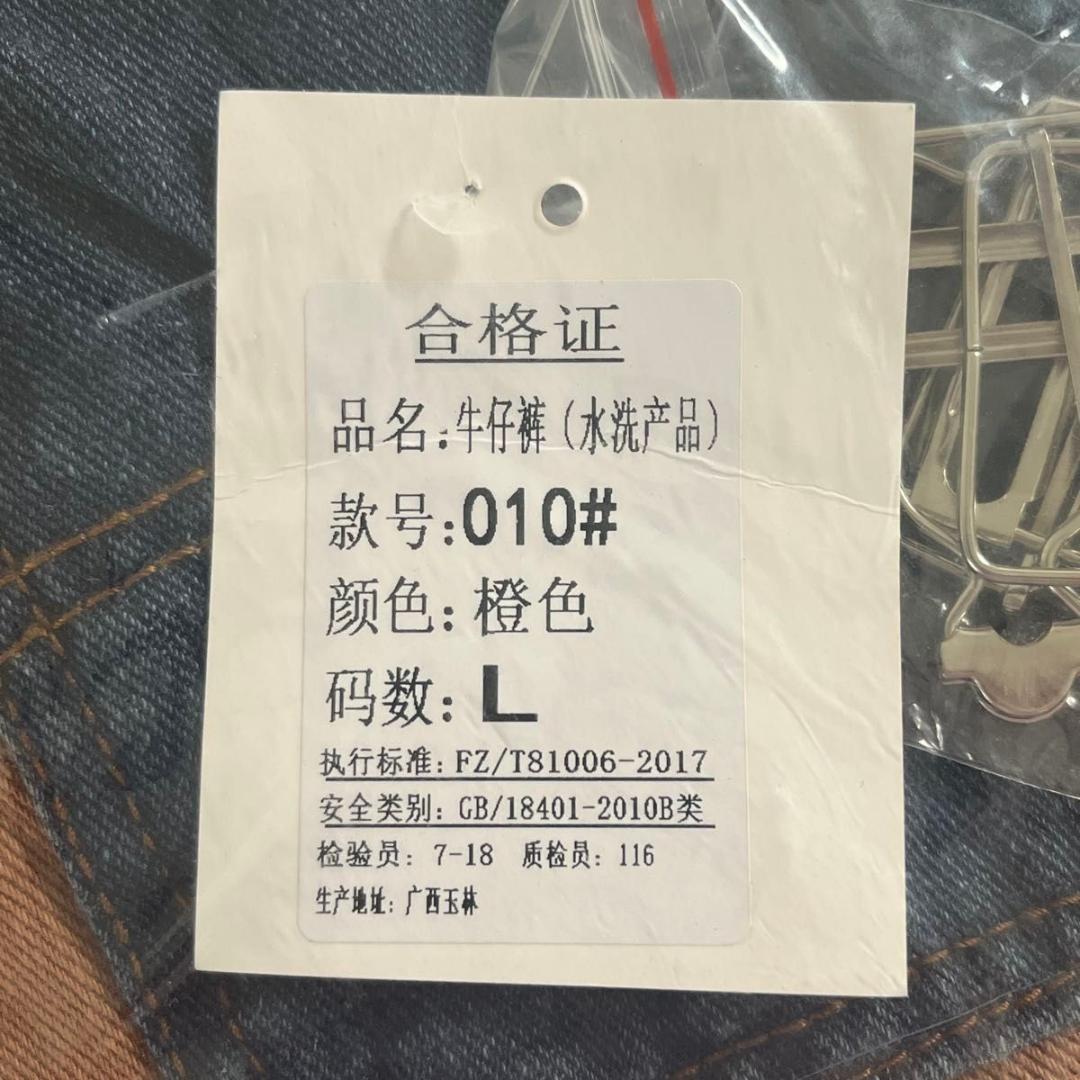 合格证
品名:牛仔裤(水洗产品)
款号:010#
颜色:橙色
码数:L
执行标准:FZ/T81006-2017
安全类别:GB/18401-2010B类
检验员:7-18 质检员:116
生产地址:广西玉林